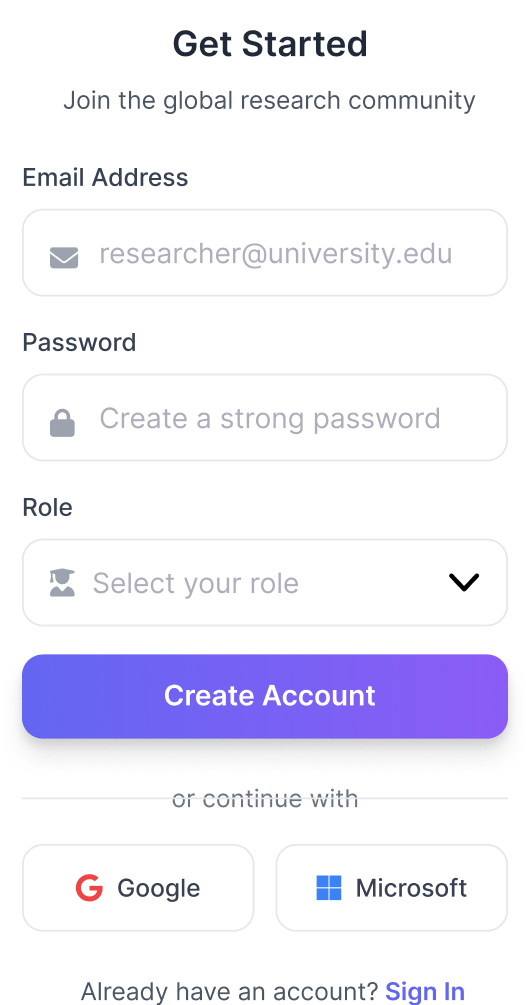 Get Started
Join the global research community
Email Address
researcher@university.edu
Password
Create a strong password
Role
Select your role
Create Account
or continue with
Google
Microsoft
Already have an account? Sign In